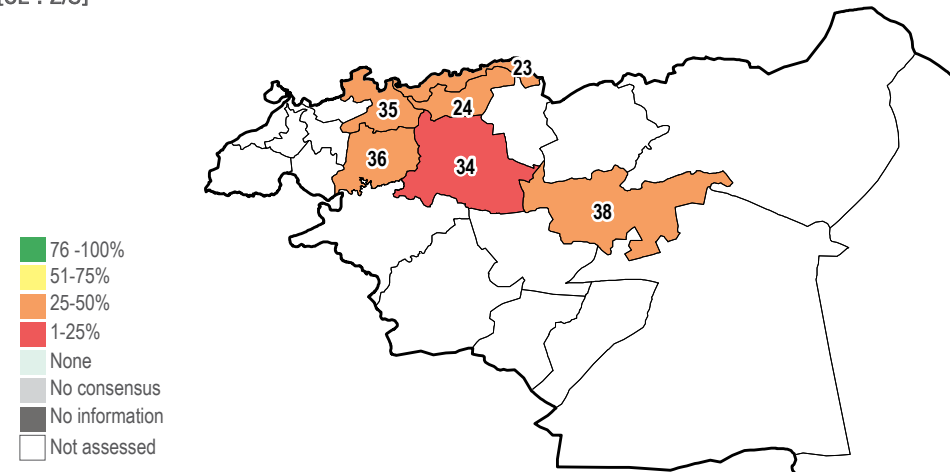 23
35
24
36
34
38
76 -100%
51-75%
25-50%
1-25%
None
No consensus
No information
Not assessed